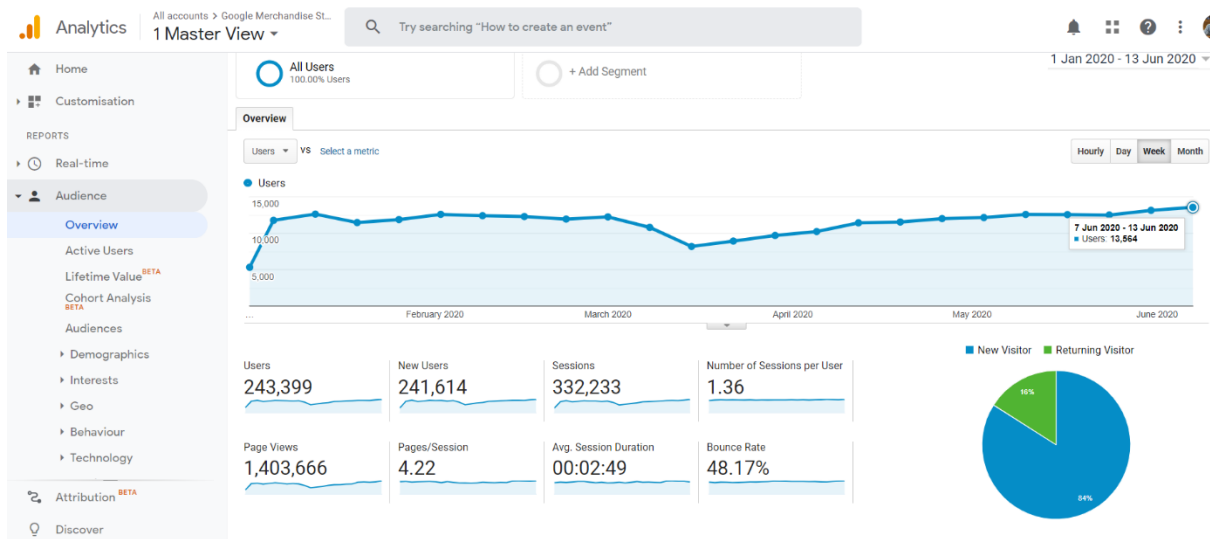 All accounts > Google Merchandise St...
Analytics
1 Master View
Try searching "How to create an event"
Home
Customisation
REPORTS
Real-time
Audience
Overview
Active Users
Lifetime Value BETA
Cohort Analysis
BETA
Audiences
Demographics
Interests
Geo
Behaviour
Technology
Attribution BETA
Discover
All Users
100.00% Users
+ Add Segment
1 Jan 2020 - 13 Jun 2020
Overview
Users VS Select a metric
Hourly Day Week Month
Users
15,000
10,000
5,000
7 Jun 2020 - 13 Jun 2020
Users: 13,564
... February 2020 March 2020 April 2020 May 2020 June 2020
Users
243,399
New Users
241,614
Sessions
332,233
Number of Sessions per User
1.36
Page Views
1,403,666
Pages/Session
4.22
Avg. Session Duration
00:02:49
Bounce Rate
48.17%
New Visitor Returning Visitor
16%
84%